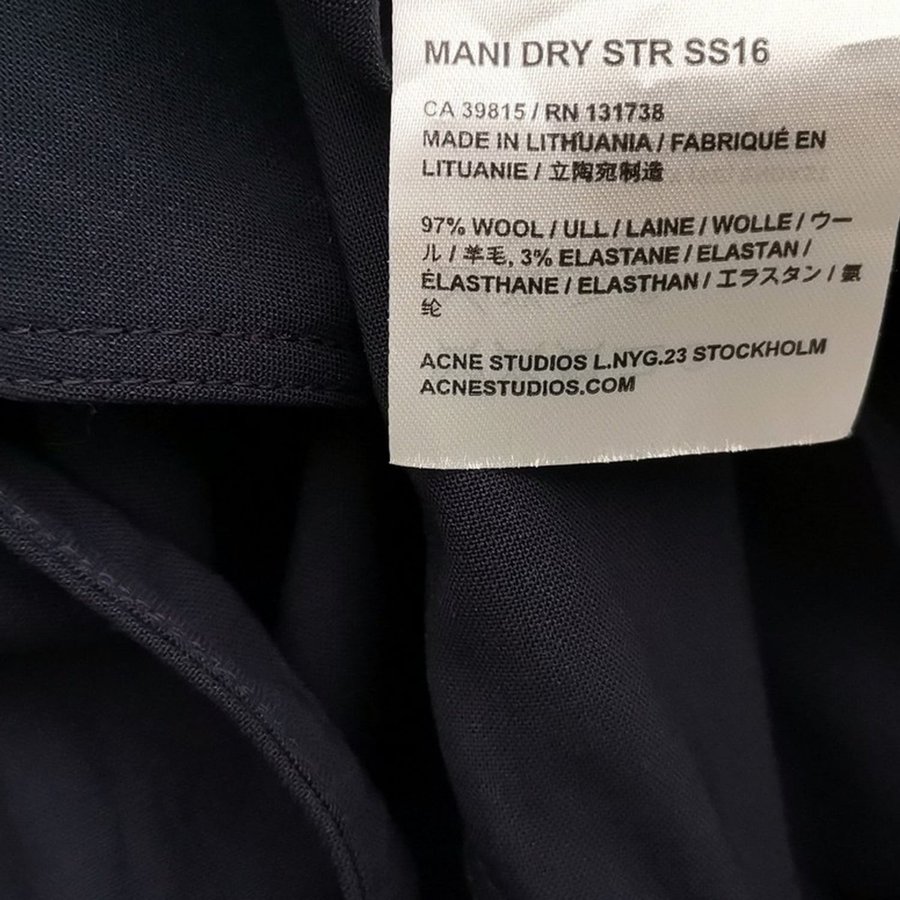 MANI DRY STR SS16
CA 39815 / RN 131738
MADE IN LITHUANIA / FABRIQUÉ EN
LITUANIE / 立陶宛制造
97% WOOL / ULL / LAINE / WOLLE / ウー
ル / 羊毛, 3% ELASTANE / ELASTAN /
ÉLASTHANE / ELASTHAN / エラスタン / 氨
纶
ACNE STUDIOS L.NYG.23 STOCKHOLM
ACNESTUDIOS.COM